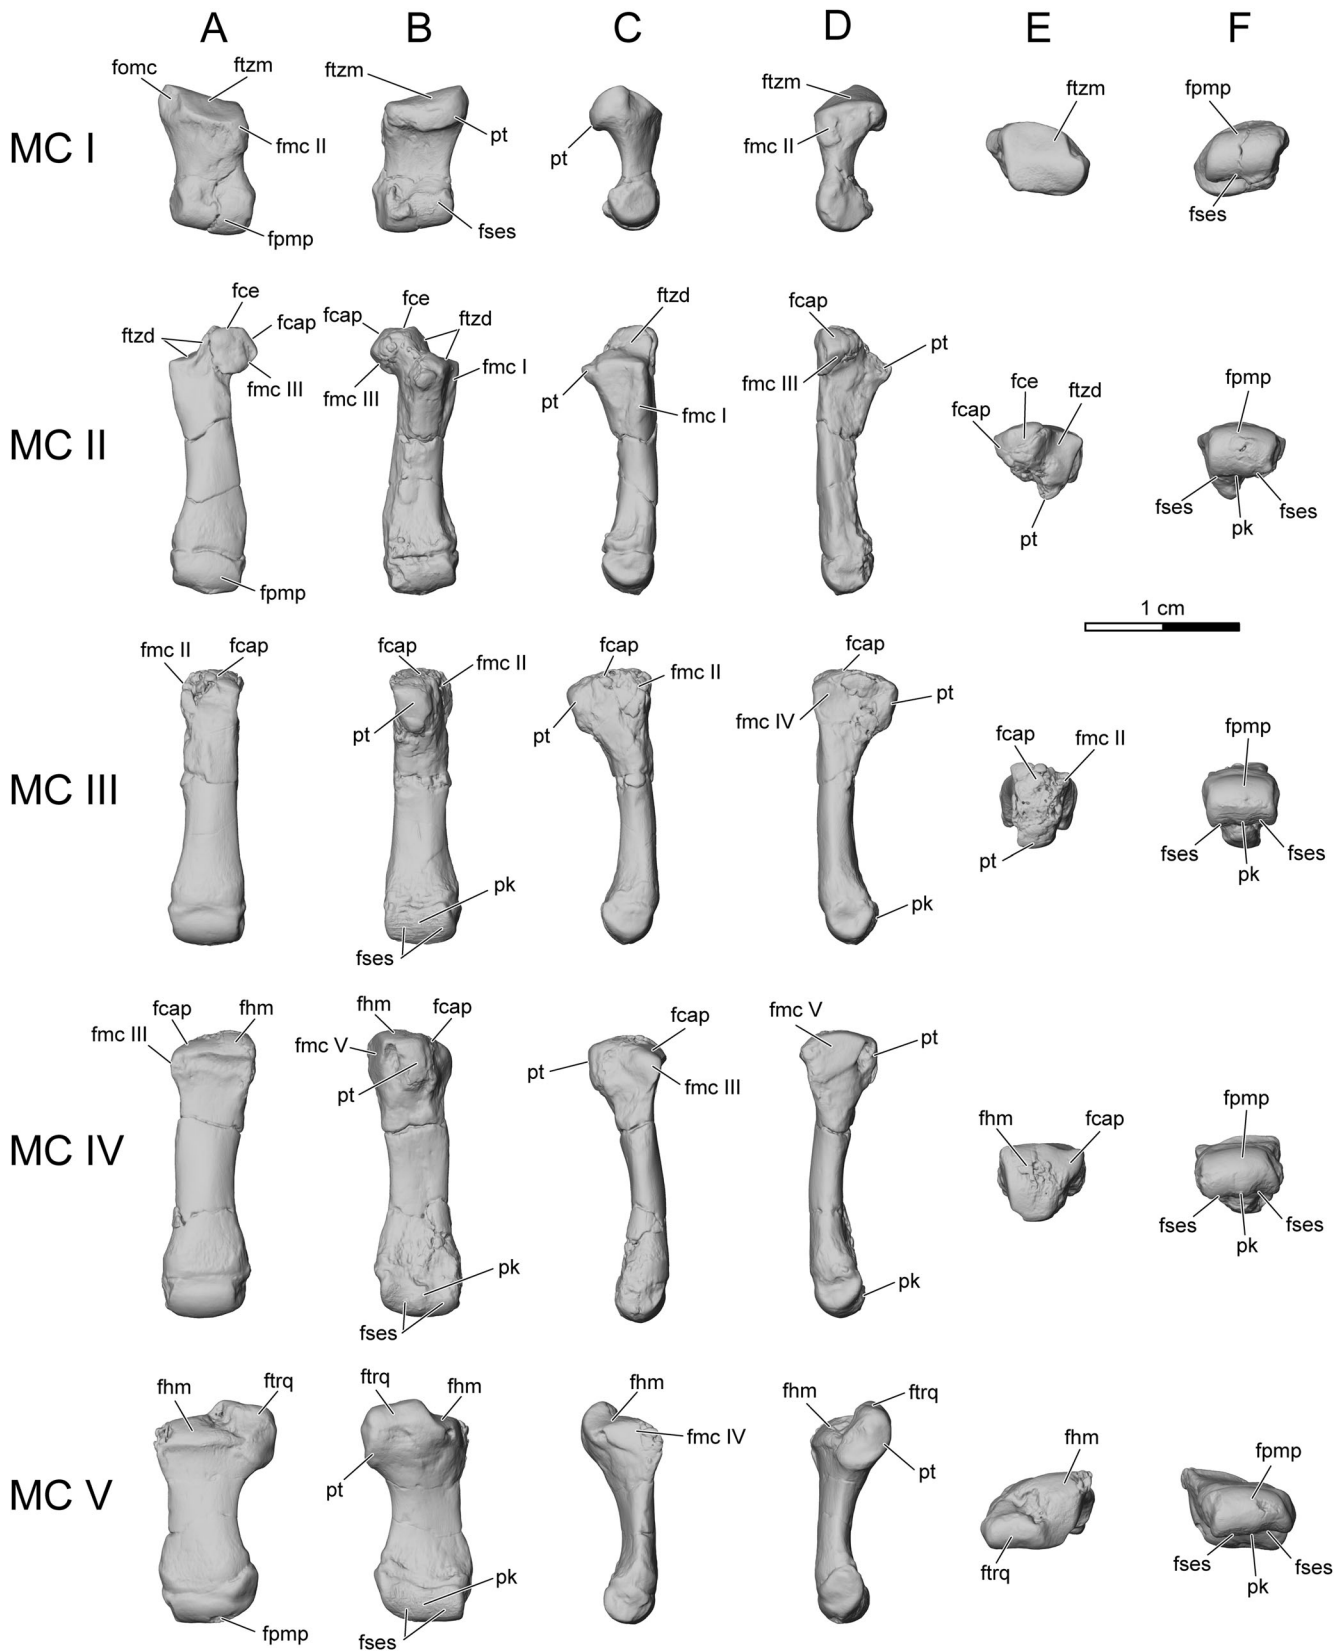 A B C D E F
MC I
fomc ftzm
fmc II
fpmp
ftzm
pt
fses
pt
ftzm
fmc II
ftzm
fpmp
fses
MC II
fce
ftzd
fcap
fmc III
fpmp
fce
fcap
ftzd
fmc I
fmc III
ftzd
pt
fmc I
fcap
pt
fmc III
fce
ftzd
fcap
pt
fpmp
fses
fses
pk
1 cm
MC III
fmc II
fcap
fcap
fmc II
pt
pk
fses
fcap
fmc II
pt
fcap
pt
fmc IV
pk
fcap
fmc II
pt
fpmp
fses
fses
pk
MC IV
fcap
fhm
fmc III
fhm
fcap
fmc V
pt
pk
fses
fcap
pt
fmc III
fmc V
pt
pk
fhm
fcap
fpmp
fses
fses
pk
MC V
fhm
ftrq
fpmp
ftrq
fhm
pt
pk
fses
fhm
fmc IV
ftrq
fhm
pt
fhm
ftrq
fpmp
fses
fses
pk